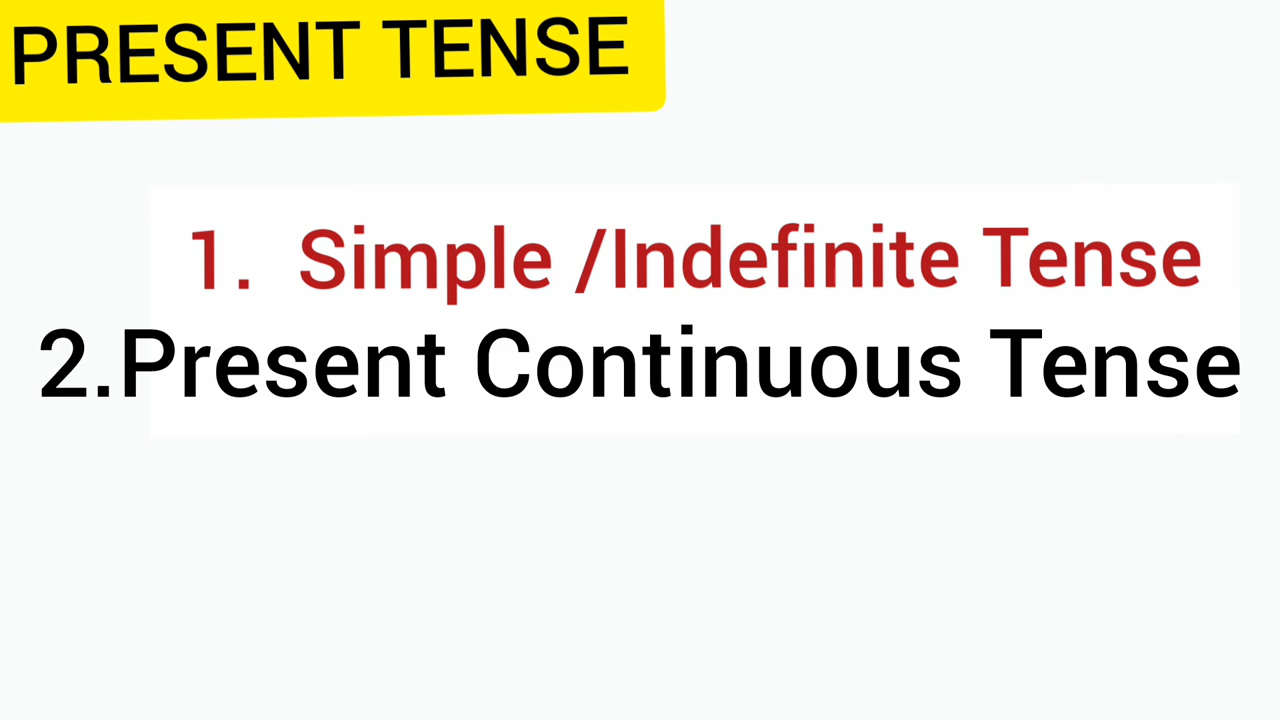 PRESENT TENSE
1. Simple /Indefinite Tense
2.Present Continuous Tense